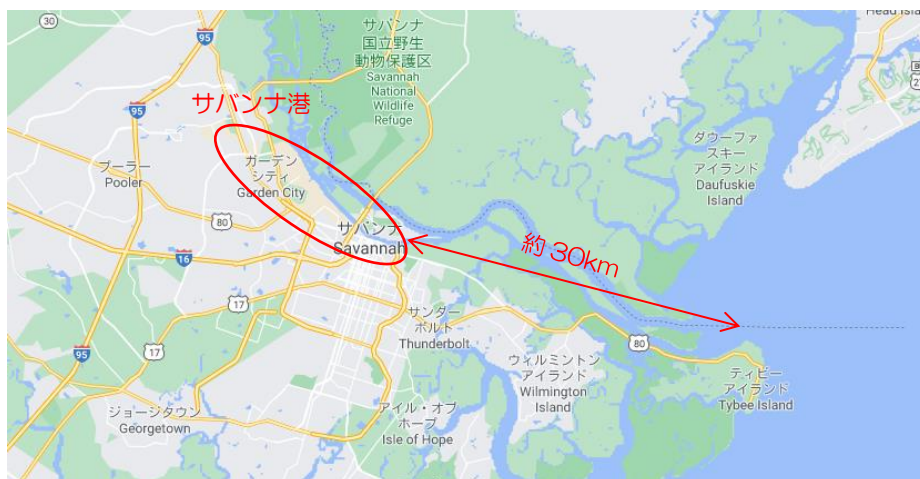 30
95
サバンナ
国立野生
動物保護区
Savannah
National
Wildlife
Refuge
サバンナ港
95
プーラー
Pooler
ガーデン
シティ
Garden City
80
ダウーファ
スキー
アイランド
Daufuskie
Island
サバンナ
Savannah
16
約 30km
17
サンダー
ボルト
Thunderbolt
17
95
80
ウィルミントン
アイランド
Wilmington
Island
ティビー
アイランド
Tybee Island
ジョージタウン
Georgetown
アイル・オブ
ホープ
Isle of Hope